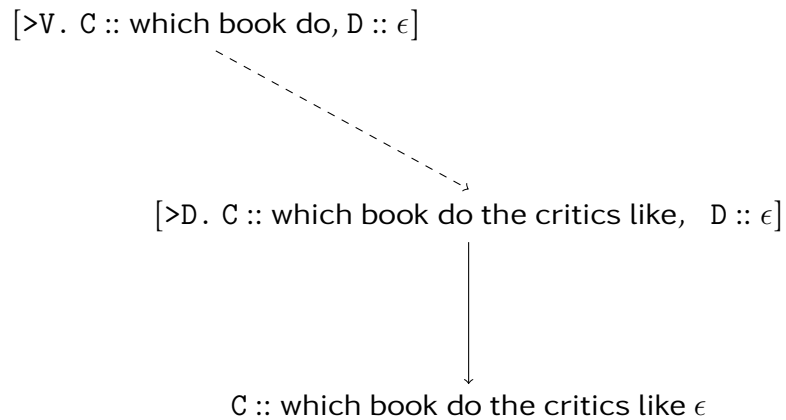 [>V. C :: which book do, D :: ϵ]
[>D. C :: which book do the critics like, D :: ϵ]
C :: which book do the critics like ϵ